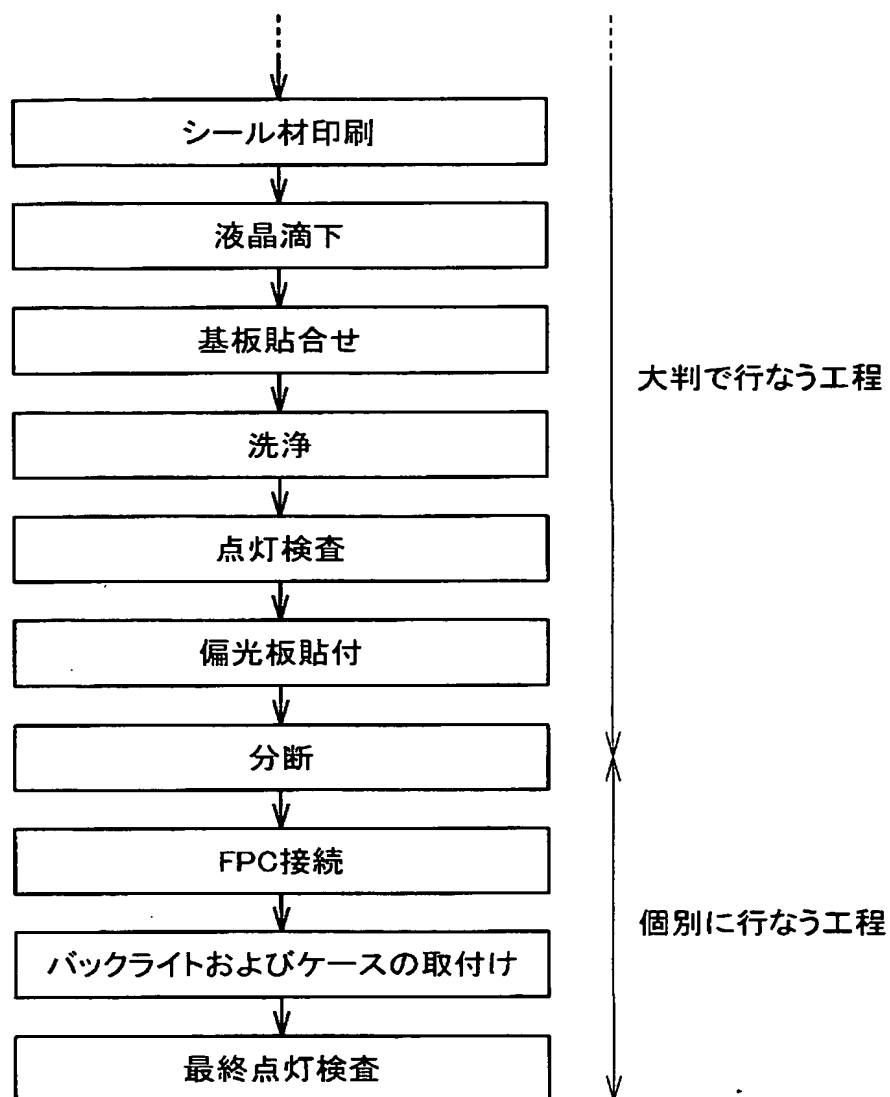 シール材印刷
液晶滴下
基板貼合せ
大判で行なう工程
洗浄
点灯検査
偏光板貼付
分断
FPC接続
個別に行なう工程
バックライトおよびケースの取付け
最終点灯検査